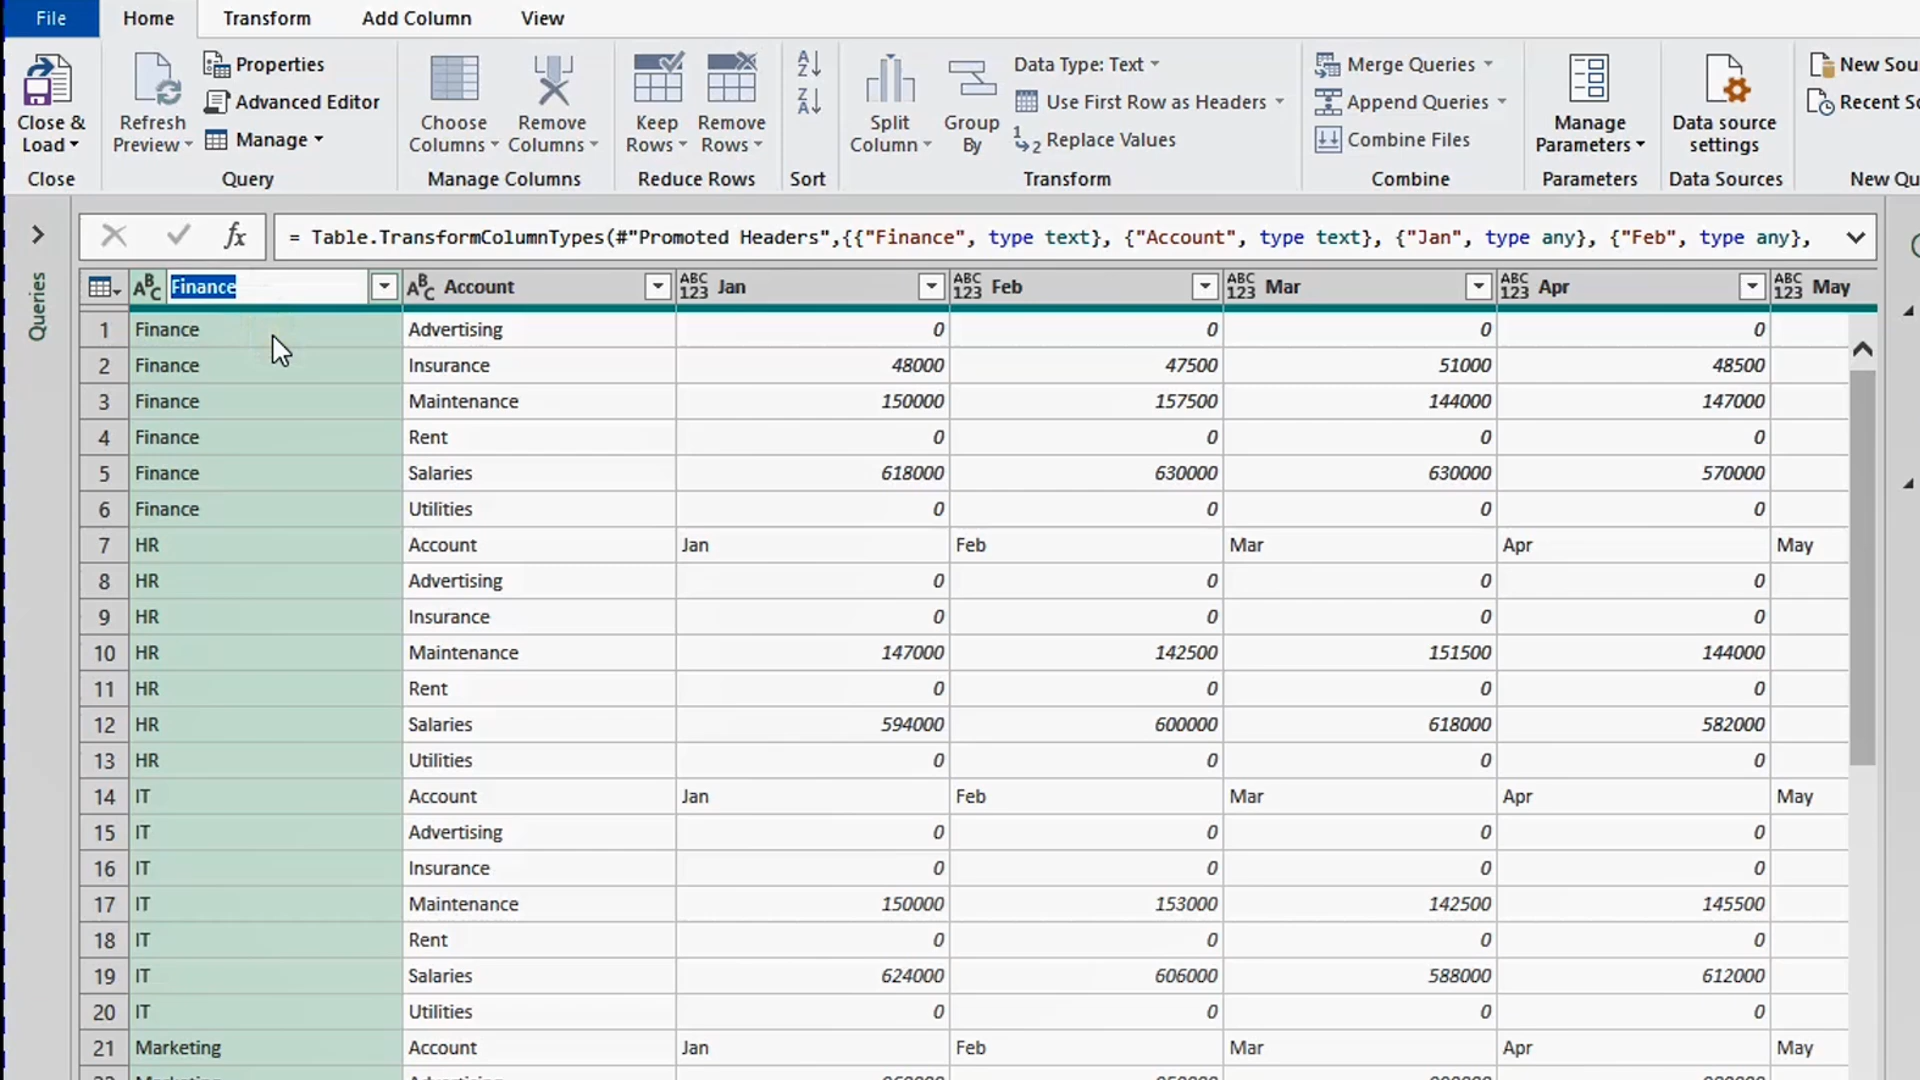 File Home Transform Add Column View
Close & Load
Refresh Preview
Properties
Advanced Editor
Manage
Choose Columns
Remove Columns
Keep Rows
Remove Rows
Split Column
Group By
Data Type: Text
Use First Row as Headers
Replace Values
Merge Queries
Append Queries
Combine Files
Manage Parameters
Data source settings
New Sou
Recent So
Close Query Manage Columns Reduce Rows Sort Transform Combine Parameters Data Sources New Qu
= Table.TransformColumnTypes(#"Promoted Headers",{{"Finance", type text}, {"Account", type text}, {"Jan", type any}, {"Feb", type any},
Queries
Finance Account Jan Feb Mar Apr May
1 Finance Advertising 0 0 0 0
2 Finance Insurance 48000 47500 51000 48500
3 Finance Maintenance 150000 157500 144000 147000
4 Finance Rent 0 0 0 0
5 Finance Salaries 618000 630000 630000 570000
6 Finance Utilities 0 0 0 0
7 HR Account Jan Feb Mar Apr May
8 HR Advertising 0 0 0 0
9 HR Insurance 0 0 0 0
10 HR Maintenance 147000 142500 151500 144000
11 HR Rent 0 0 0 0
12 HR Salaries 594000 600000 618000 582000
13 HR Utilities 0 0 0 0
14 IT Account Jan Feb Mar Apr May
15 IT Advertising 0 0 0 0
16 IT Insurance 0 0 0 0
17 IT Maintenance 150000 153000 142500 145500
18 IT Rent 0 0 0 0
19 IT Salaries 624000 606000 588000 612000
20 IT Utilities 0 0 0 0
21 Marketing Account Jan Feb Mar Apr May